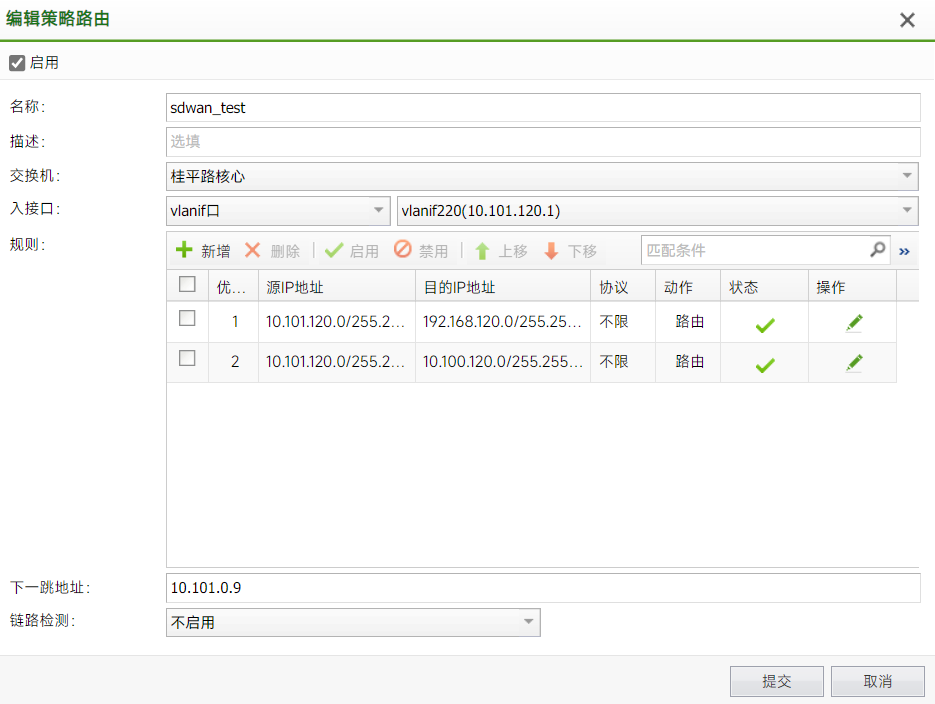 编辑策略路由
启用
名称:
sdwan_test
描述:
选填
交换机:
桂平路核心
入接口:
vlanif口
vlanif220(10.101.120.1)
规则:
新增 删除 启用 禁用 上移 下移 匹配条件 »
优... 源IP地址 目的IP地址 协议 动作 状态 操作
1 10.101.120.0/255.2... 192.168.120.0/255.25... 不限 路由
2 10.101.120.0/255.2... 10.100.120.0/255.255... 不限 路由
下一跳地址:
10.101.0.9
链路检测:
不启用
提交 取消